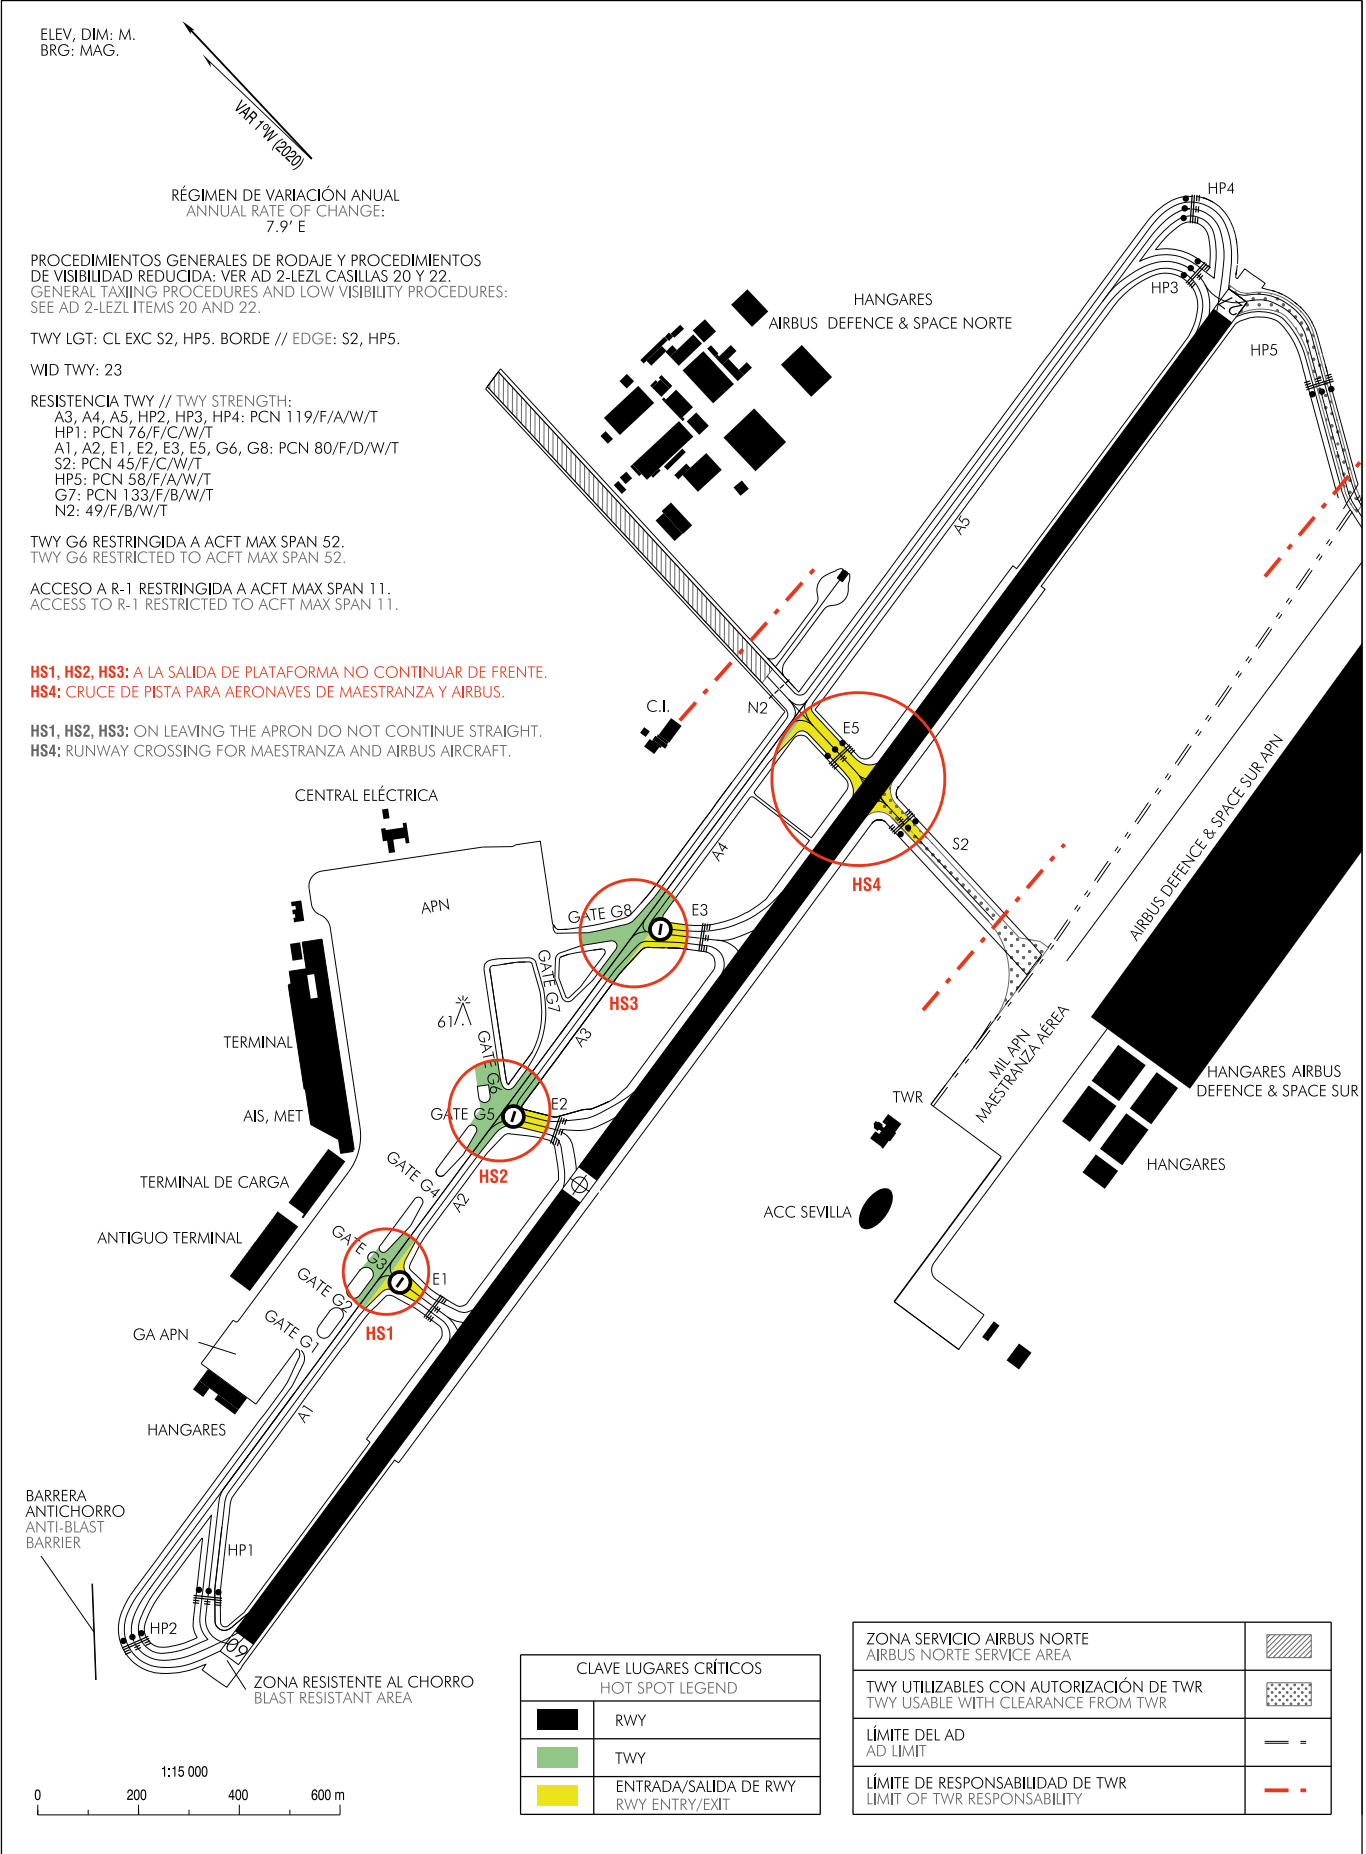 ELEV, DIM: M.
BRG: MAG.
VAR 1°W (2020)
RÉGIMEN DE VARIACIÓN ANUAL
ANNUAL RATE OF CHANGE:
7.9' E
PROCEDIMIENTOS GENERALES DE RODAJE Y PROCEDIMIENTOS
DE VISIBILIDAD REDUCIDA: VER AD 2-LEZL CASILLAS 20 Y 22.
GENERAL TAXIING PROCEDURES AND LOW VISIBILITY PROCEDURES:
SEE AD 2-LEZL ITEMS 20 AND 22.
TWY LGT: CL EXC S2, HP5. BORDE // EDGE: S2, HP5.
WID TWY: 23
RESISTENCIA TWY // TWY STRENGTH:
A3, A4, A5, HP2, HP3, HP4: PCN 119/F/A/W/T
HP1: PCN 76/F/C/W/T
A1, A2, E1, E2, E3, E5, G6, G8: PCN 80/F/D/W/T
S2: PCN 45/F/C/W/T
HP5: PCN 58/F/A/W/T
G7: PCN 133/F/B/W/T
N2: 49/F/B/W/T
TWY G6 RESTRINGIDA A ACFT MAX SPAN 52.
TWY G6 RESTRICTED TO ACFT MAX SPAN 52.
ACCESO A R-1 RESTRINGIDA A ACFT MAX SPAN 11.
ACCESS TO R-1 RESTRICTED TO ACFT MAX SPAN 11.
HS1, HS2, HS3: A LA SALIDA DE PLATAFORMA NO CONTINUAR DE FRENTE.
HS4: CRUCE DE PISTA PARA AERONAVES DE MAESTRANZA Y AIRBUS.
HS1, HS2, HS3: ON LEAVING THE APRON DO NOT CONTINUE STRAIGHT.
HS4: RUNWAY CROSSING FOR MAESTRANZA AND AIRBUS AIRCRAFT.
HP4
HP3
27
HP5
HANGARES
AIRBUS DEFENCE & SPACE NORTE
A5
N2
C.I.
E5
S2
HS4
A4
CENTRAL ELÉCTRICA
APN
GATE G8
E3
HS3
GATE G7
61
A3
GATE G6
GATE G5
E2
HS2
GATE G4
A2
GATE G3
E1
GATE G2
HS1
GATE G1
A1
TERMINAL
AIS, MET
TERMINAL DE CARGA
ANTIGUO TERMINAL
GA APN
HANGARES
AIRBUS DEFENCE & SPACE SUR APN
MIL APN
MAESTRANZA AÉREA
TWR
ACC SEVILLA
HANGARES AIRBUS
DEFENCE & SPACE SUR
HANGARES
BARRERA
ANTICHORRO
ANTI-BLAST
BARRIER
HP1
HP2
09
ZONA RESISTENTE AL CHORRO
BLAST RESISTANT AREA
1:15 000
0 200 400 600 m
CLAVE LUGARES CRÍTICOS
HOT SPOT LEGEND
RWY
TWY
ENTRADA/SALIDA DE RWY
RWY ENTRY/EXIT
ZONA SERVICIO AIRBUS NORTE
AIRBUS NORTE SERVICE AREA
TWY UTILIZABLES CON AUTORIZACIÓN DE TWR
TWY USABLE WITH CLEARANCE FROM TWR
LÍMITE DEL AD
AD LIMIT
LÍMITE DE RESPONSABILIDAD DE TWR
LIMIT OF TWR RESPONSABILITY